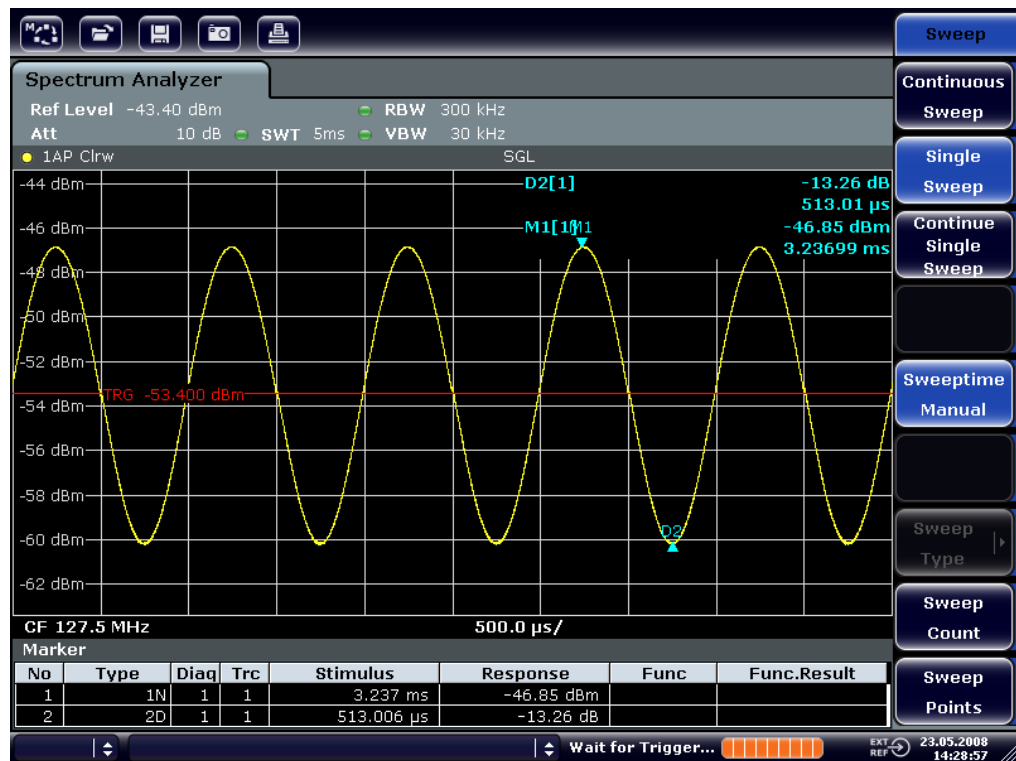 Sweep
Spectrum Analyzer
Ref Level -43.40 dBm RBW 300 kHz
Att 10 dB SWT 5ms VBW 30 kHz
1AP Clrw SGL
-44 dBm
D2[1] -13.26 dB
513.01 µs
-46 dBm
M1[1] M1 -46.85 dBm
3.23699 ms
-48 dBm
-50 dBm
-52 dBm
TRG -53.400 dBm
-54 dBm
-56 dBm
-58 dBm
D2
-60 dBm
-62 dBm
CF 127.5 MHz 500.0 µs/
Marker
No Type Diag Trc Stimulus Response Func Func.Result
1 1N 1 1 3.237 ms -46.85 dBm
2 2D 1 1 513.006 µs -13.26 dB
Wait for Trigger... EXT REF 23.05.2008
14:28:57
Continuous
Sweep
Single
Sweep
Continue
Single
Sweep
Sweeptime
Manual
Sweep
Type
Sweep
Count
Sweep
Points